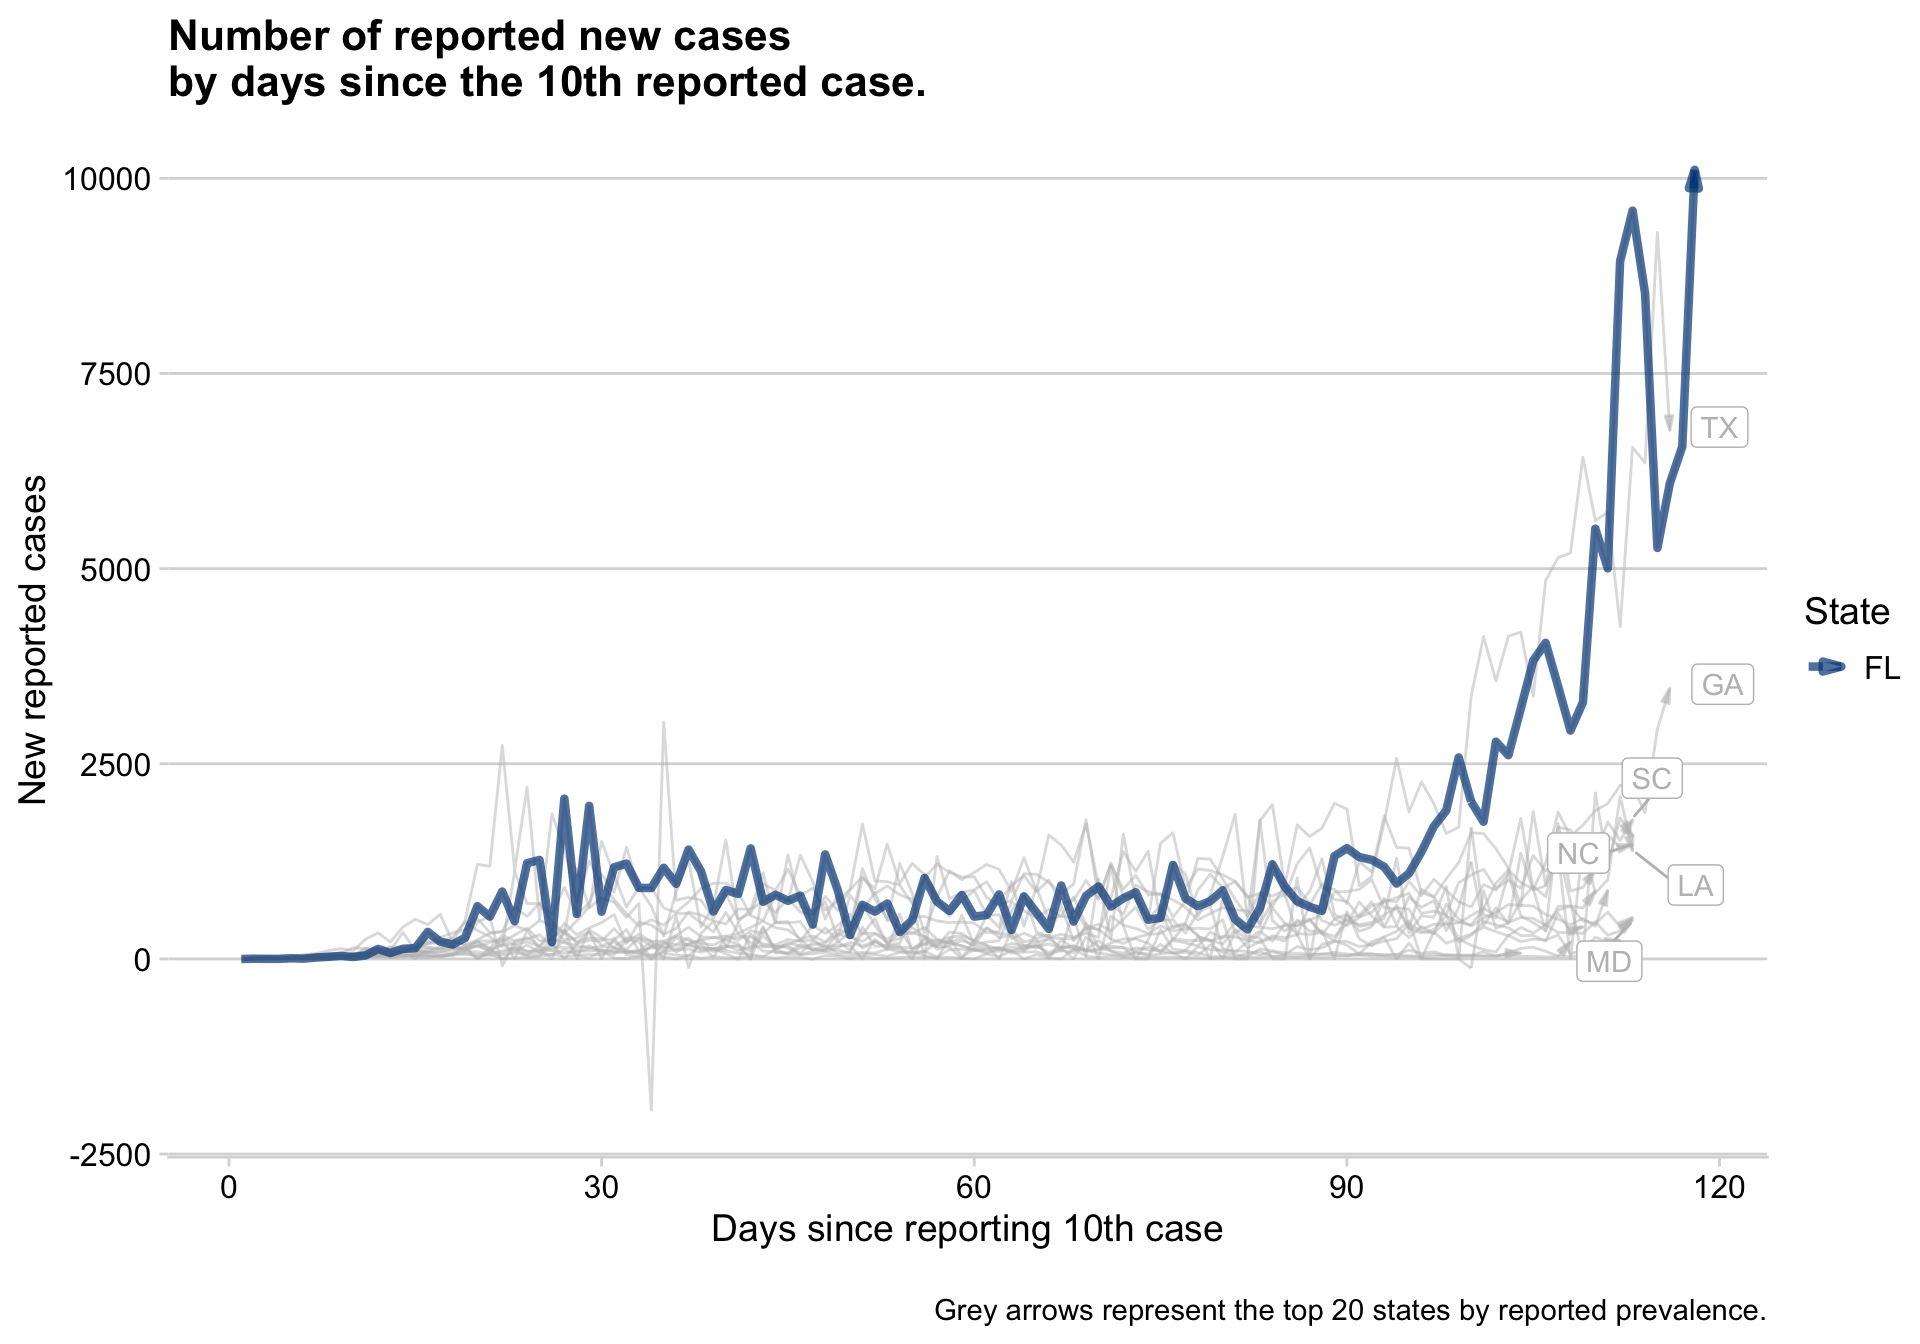 Number of reported new cases
by days since the 10th reported case.
New reported cases
10000
7500
5000
2500
0
-2500
TX
GA
SC
NC
LA
MD
State
FL
0 30 60 90 120
Days since reporting 10th case
Grey arrows represent the top 20 states by reported prevalence.